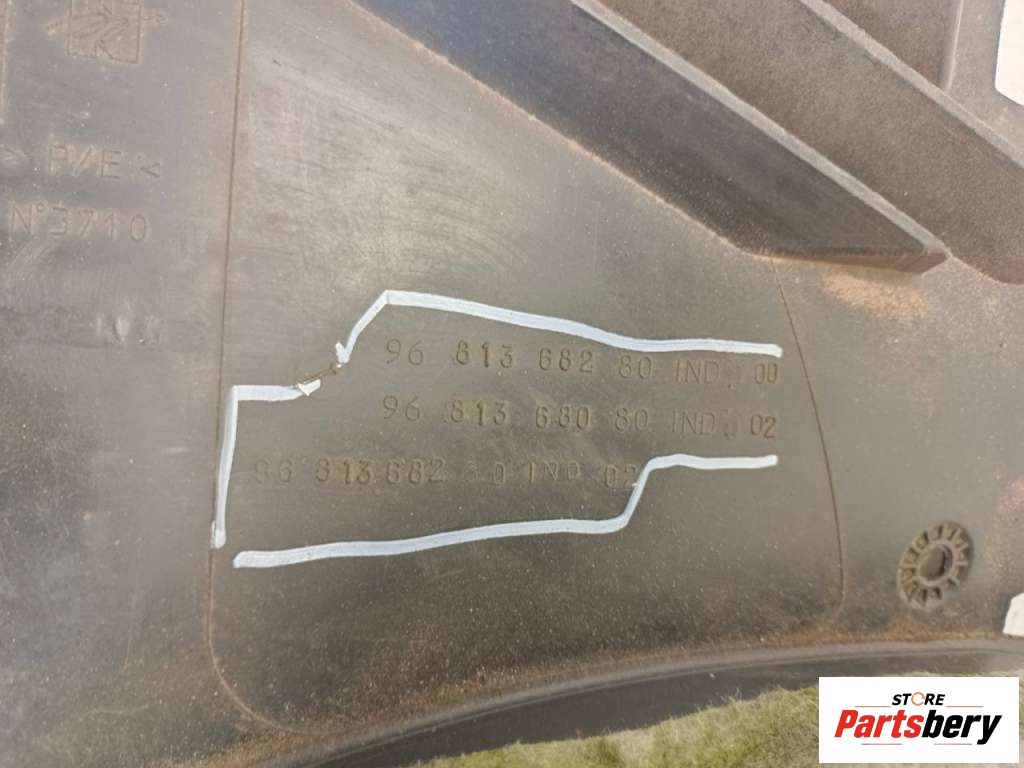 > P/E <
N°3710
96 813 682 80 IND 00
96 813 680 80 IND 02
96 813 682 80 IND 02
STORE
Partsbery